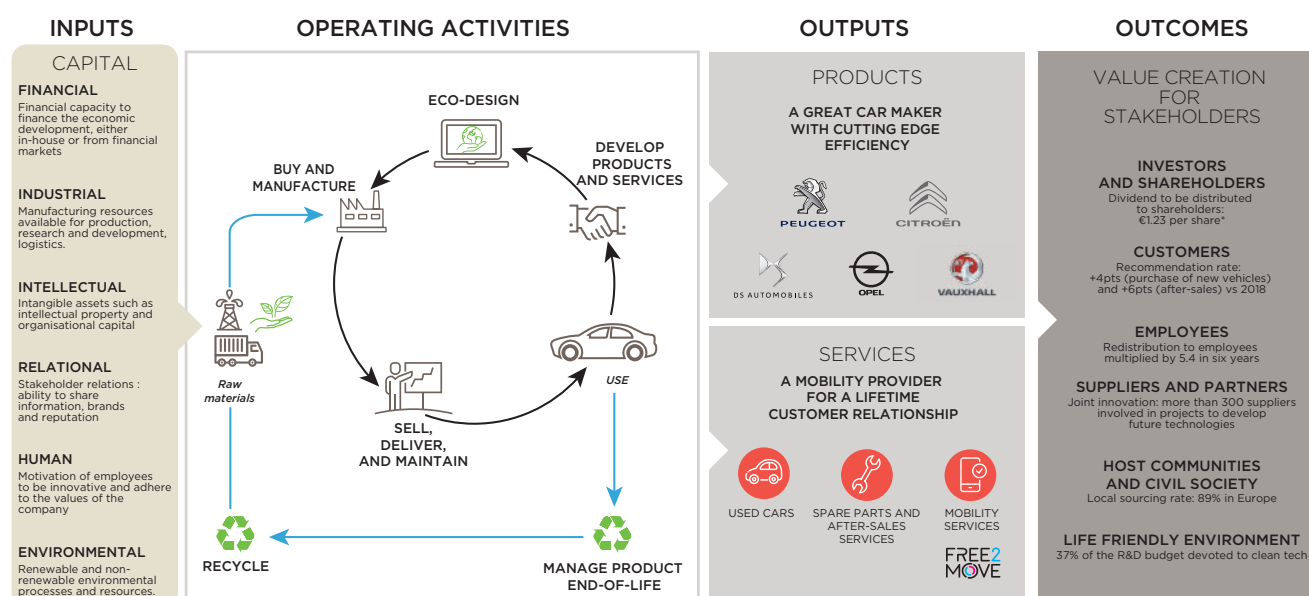 INPUTS
CAPITAL
FINANCIAL
Financial capacity to
finance the economic
development, either
in-house or from financial
markets
INDUSTRIAL
Manufacturing resources
available for production,
research and development,
logistics.
INTELLECTUAL
Intangible assets such as
intellectual property and
organisational capital
RELATIONAL
Stakeholder relations :
ability to share
information, brands
and reputation
HUMAN
Motivation of employees
to be innovative and adhere
to the values of the
company
ENVIRONMENTAL
Renewable and non-
renewable environmental
processes and resources.
OPERATING ACTIVITIES
ECO-DESIGN
DEVELOP
PRODUCTS
AND SERVICES
BUY AND
MANUFACTURE
Raw
materials
USE
SELL,
DELIVER,
AND MAINTAIN
RECYCLE
MANAGE PRODUCT
END-OF-LIFE
OUTPUTS
PRODUCTS
A GREAT CAR MAKER
WITH CUTTING EDGE
EFFICIENCY
PEUGEOT
CITROËN
DS AUTOMOBILES
OPEL
VAUXHALL
SERVICES
A MOBILITY PROVIDER
FOR A LIFETIME
CUSTOMER RELATIONSHIP
USED CARS
SPARE PARTS AND
AFTER-SALES
SERVICES
MOBILITY
SERVICES
FREE2
MOVE
OUTCOMES
VALUE CREATION
FOR
STAKEHOLDERS
INVESTORS
AND SHAREHOLDERS
Dividend to be distributed
to shareholders:
€1.23 per share*
CUSTOMERS
Recommendation rate:
+4pts (purchase of new vehicles)
and +6pts (after-sales) vs 2018
EMPLOYEES
Redistribution to employees
multiplied by 5.4 in six years
SUPPLIERS AND PARTNERS
Joint innovation: more than 300 suppliers
involved in projects to develop
future technologies
HOST COMMUNITIES
AND CIVIL SOCIETY
Local sourcing rate: 89% in Europe
LIFE FRIENDLY ENVIRONMENT
37% of the R&D budget devoted to clean tech